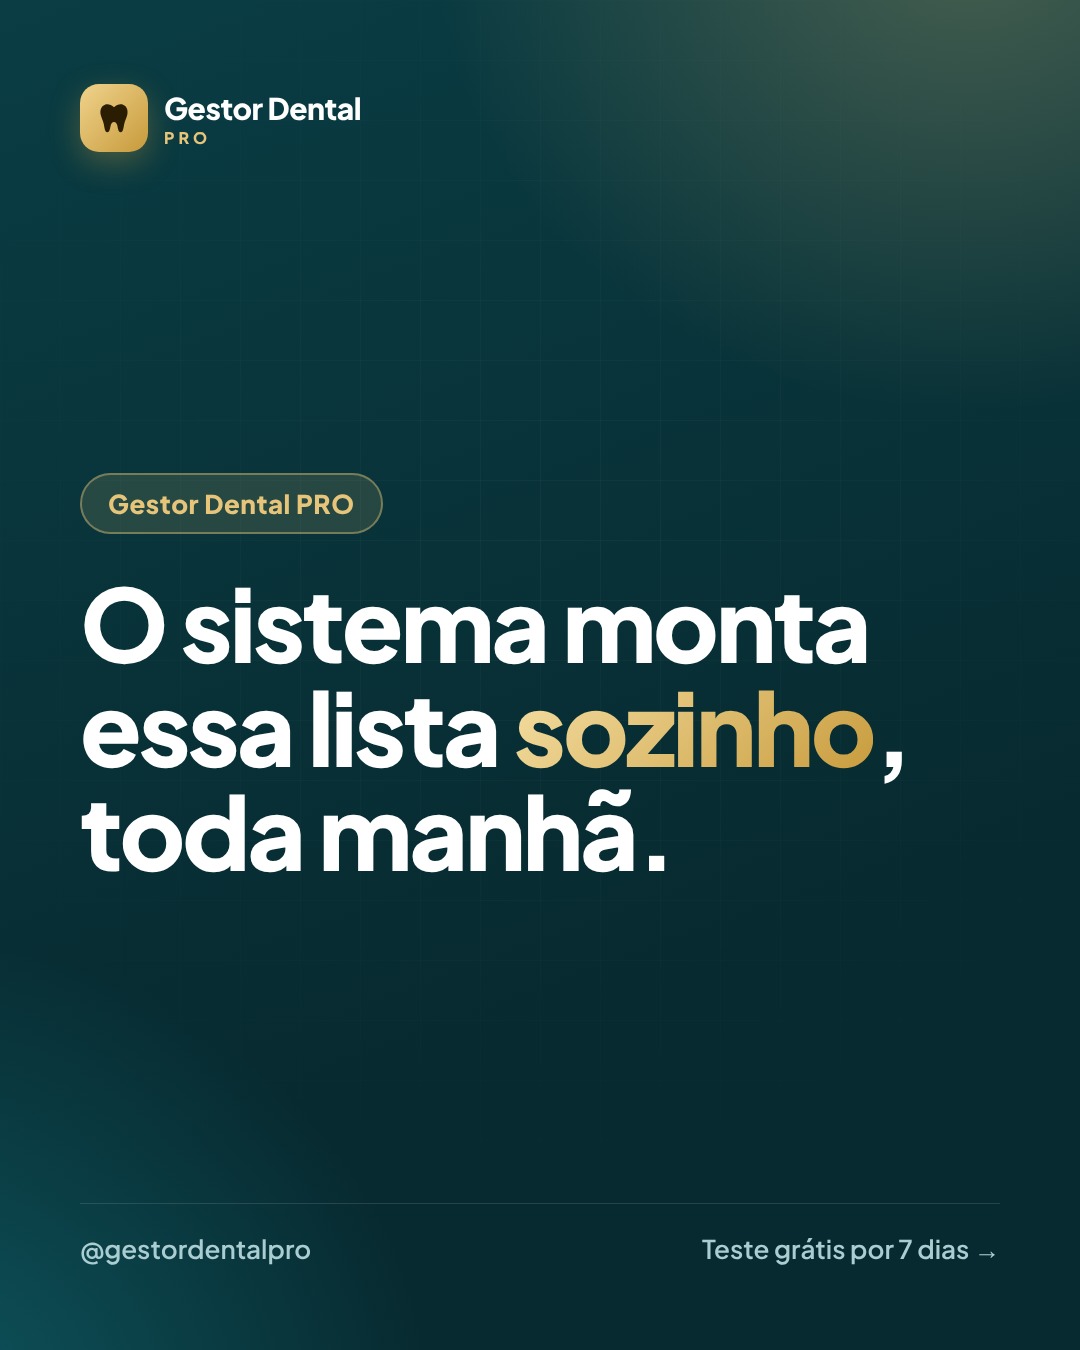 Gestor Dental
PRO
Gestor Dental PRO
O sistema monta
essa lista sozinho,
toda manhã.
@gestordentalpro
Teste grátis por 7 dias →